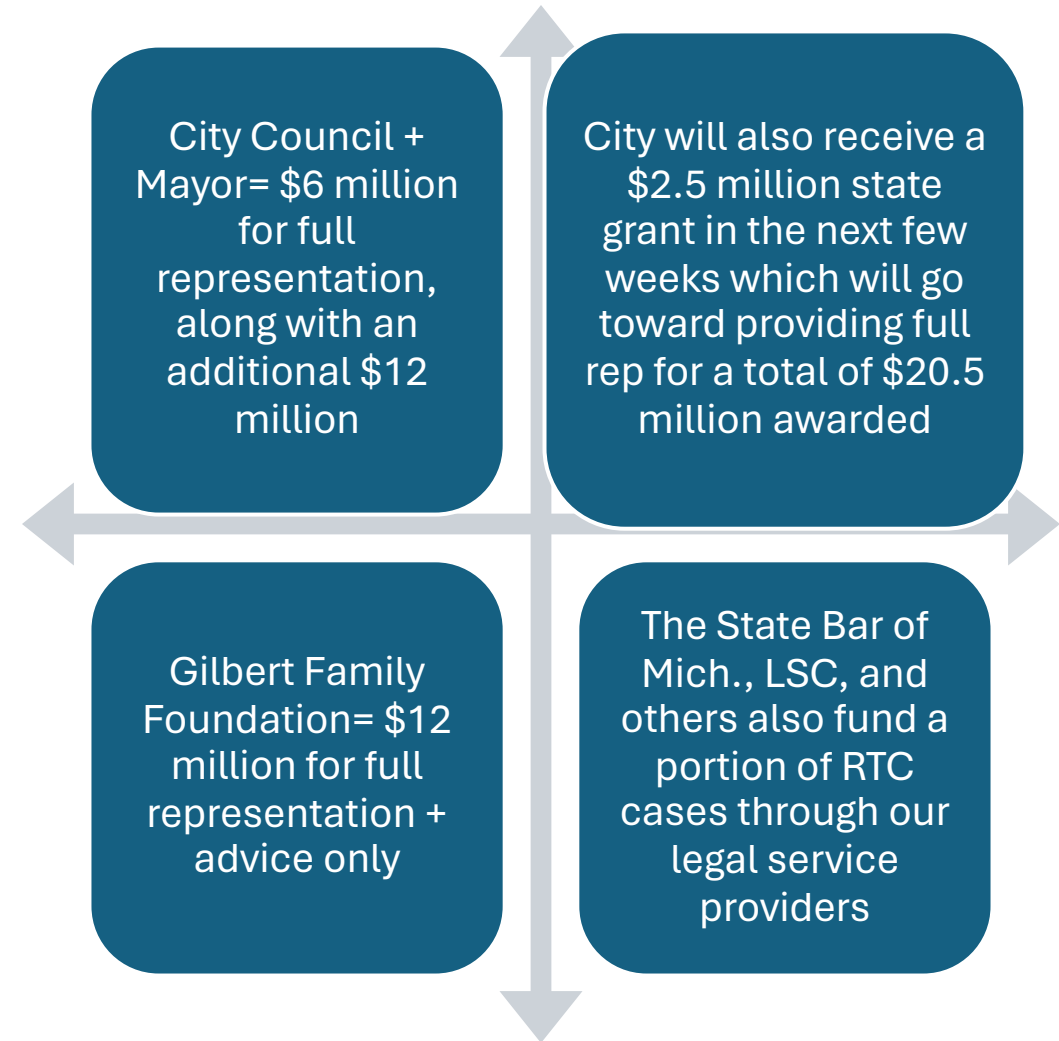 City Council +
Mayor= $6 million
for full
representation,
along with an
additional $12
million
City will also receive a
$2.5 million state
grant in the next few
weeks which will go
toward providing full
rep for a total of $20.5
million awarded
Gilbert Family
Foundation= $12
million for full
representation +
advice only
The State Bar of
Mich., LSC, and
others also fund a
portion of RTC
cases through our
legal service
providers